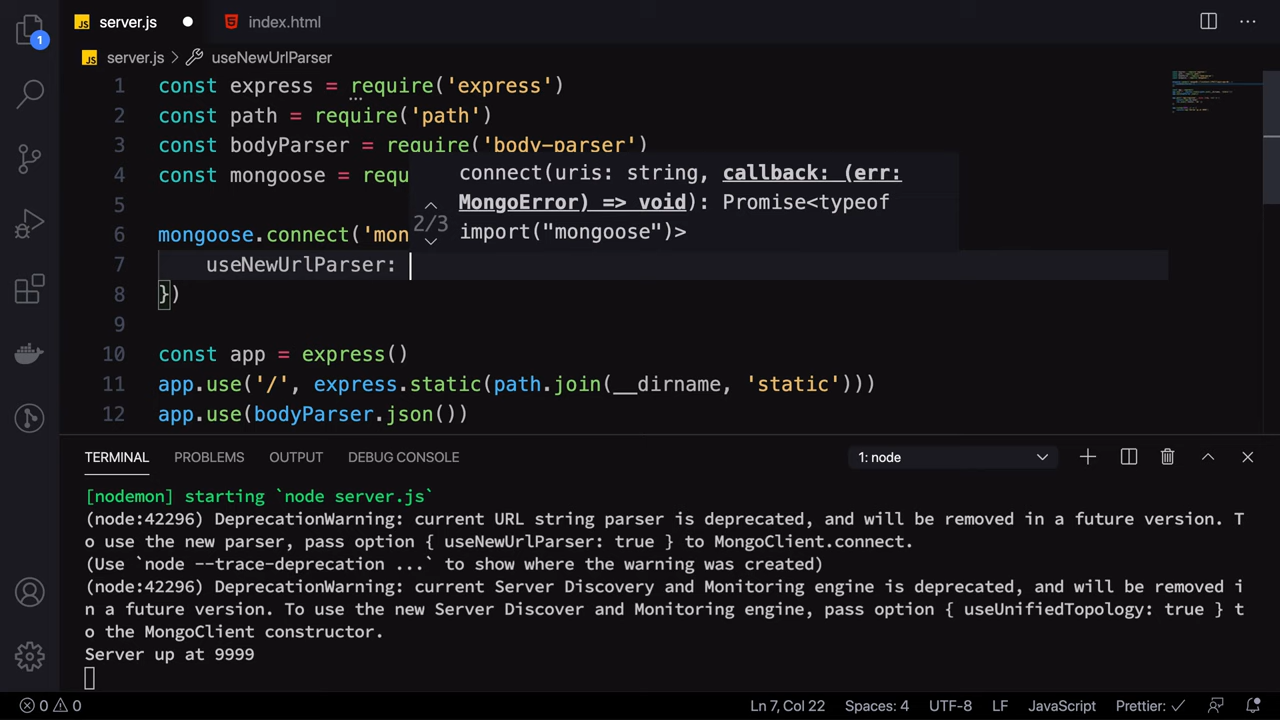 1
JS server.js
index.html
JS server.js > useNewUrlParser
1 const express = require('express')
2 const path = require('path')
3 const bodyParser = require('body-parser')
4 const mongoose = requ
5
6 mongoose.connect('mon
7 useNewUrlParser:
8 })
9
10 const app = express()
11 app.use('/', express.static(path.join(__dirname, 'static')))
12 app.use(bodyParser.json())
connect(uris: string, callback: (err:
2/3 MongoError) => void): Promise<typeof
import("mongoose")>
TERMINAL PROBLEMS OUTPUT DEBUG CONSOLE 1: node
[nodemon] starting `node server.js`
(node:42296) DeprecationWarning: current URL string parser is deprecated, and will be removed in a future version. T
o use the new parser, pass option { useNewUrlParser: true } to MongoClient.connect.
(Use `node --trace-deprecation ...` to show where the warning was created)
(node:42296) DeprecationWarning: current Server Discovery and Monitoring engine is deprecated, and will be removed i
n a future version. To use the new Server Discover and Monitoring engine, pass option { useUnifiedTopology: true } t
o the MongoClient constructor.
Server up at 9999
0 0 Ln 7, Col 22 Spaces: 4 UTF-8 LF JavaScript Prettier: ✓